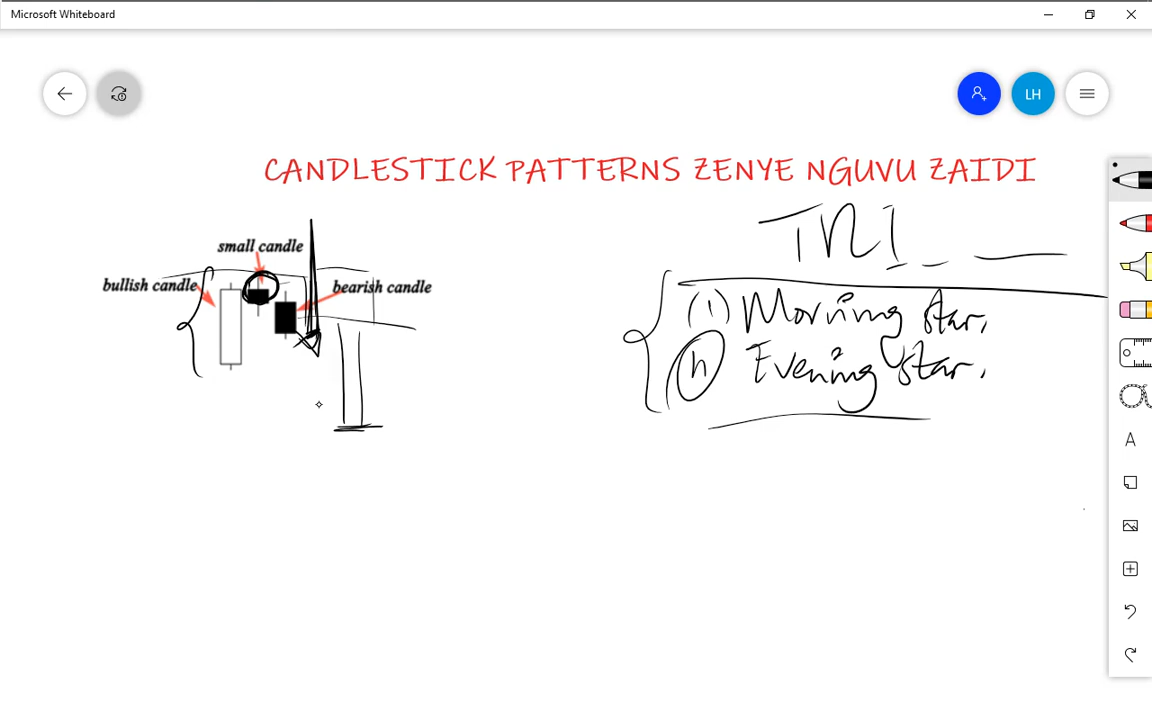 Microsoft Whiteboard
LH
CANDLESTICK PATTERNS ZENYE NGUVU ZAIDI
small candle
bullish candle
bearish candle
TRI
(i) Morning star,
Evening star.
A